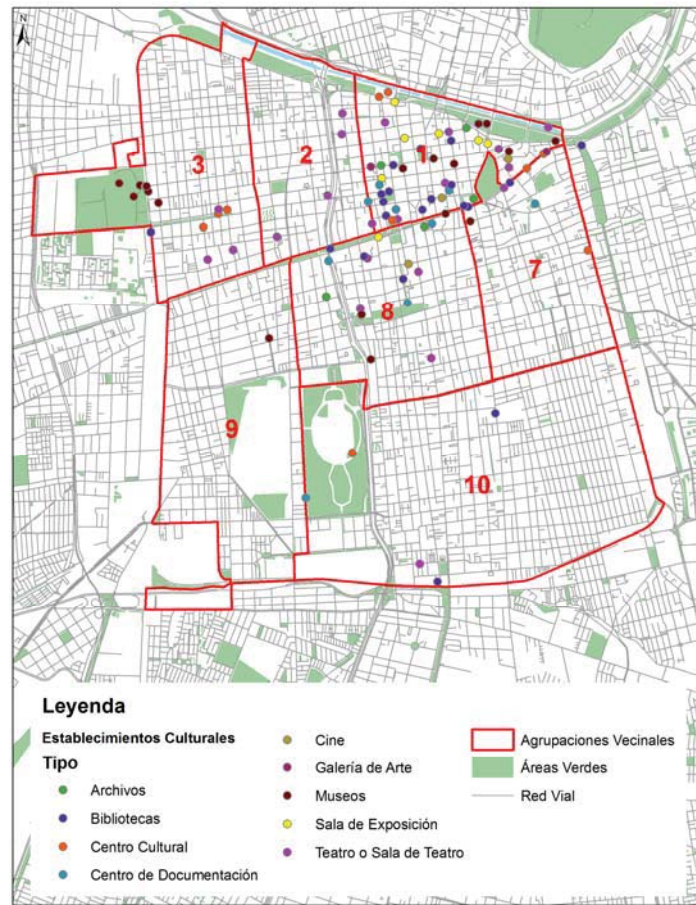 N
3
2
1
7
8
9
10
Leyenda
Establecimientos Culturales
Tipo
Archivos
Bibliotecas
Centro Cultural
Centro de Documentación
Cine
Galería de Arte
Museos
Sala de Exposición
Teatro o Sala de Teatro
Agrupaciones Vecinales
Áreas Verdes
Red Vial